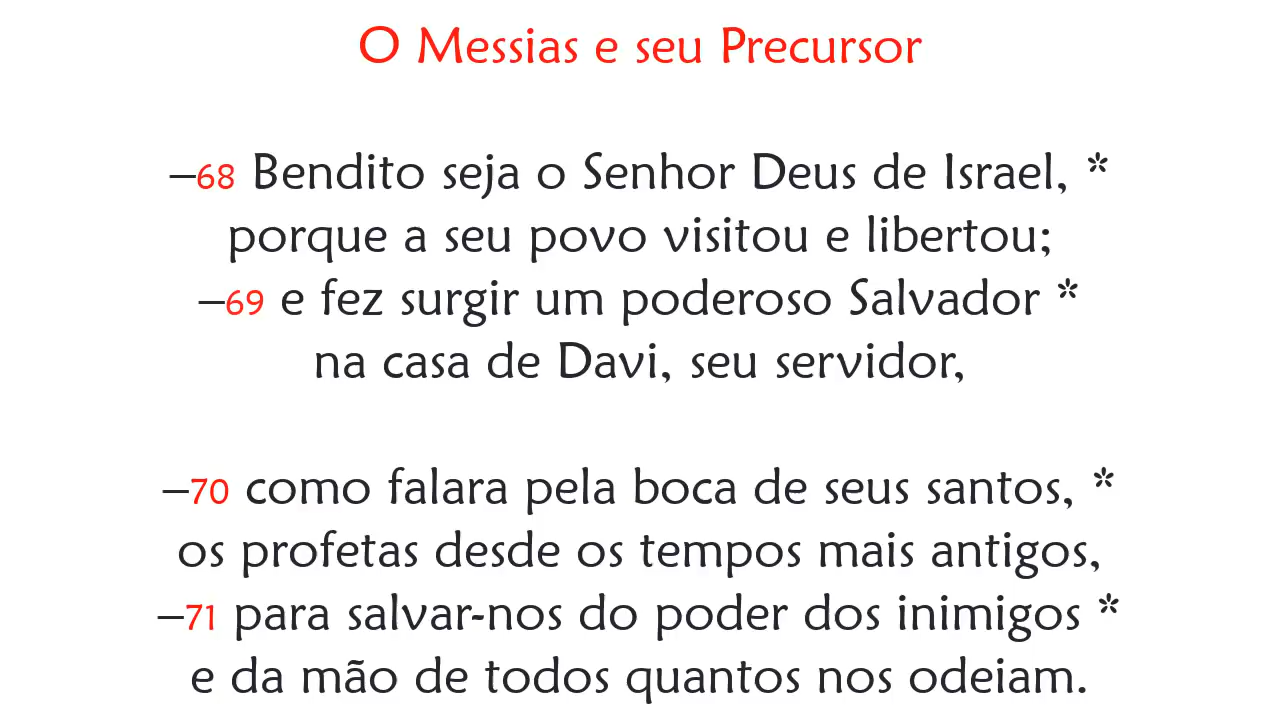 O Messias e seu Precursor
–68 Bendito seja o Senhor Deus de Israel, *
porque a seu povo visitou e libertou;
–69 e fez surgir um poderoso Salvador *
na casa de Davi, seu servidor,
–70 como falara pela boca de seus santos, *
os profetas desde os tempos mais antigos,
–71 para salvar-nos do poder dos inimigos *
e da mão de todos quantos nos odeiam.